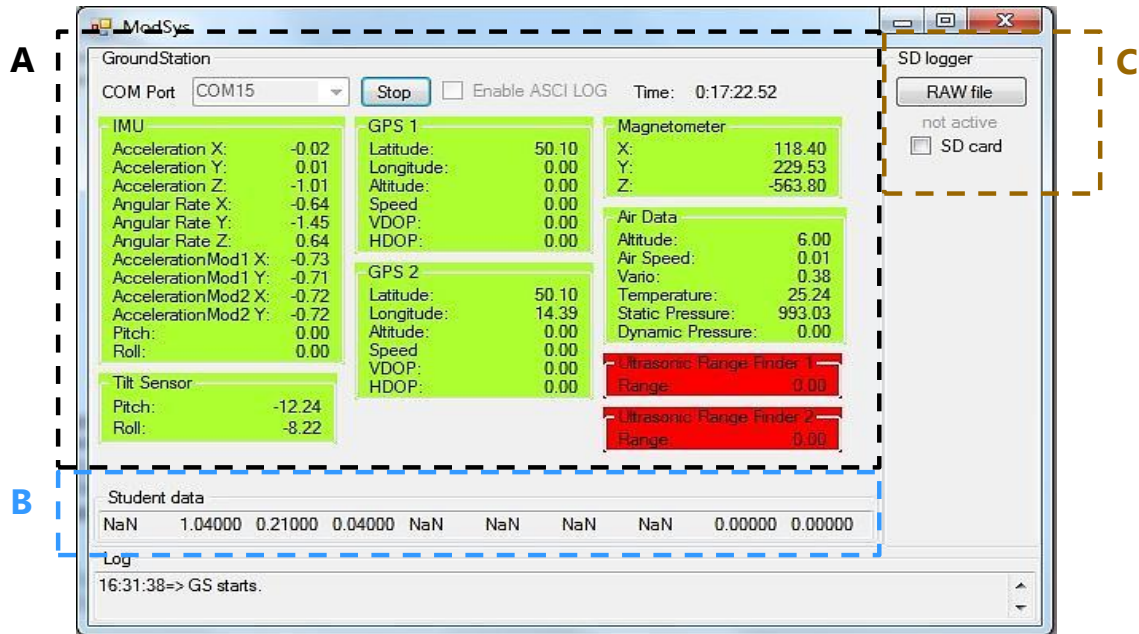 ModSys
A
GroundStation
SD logger
C
COM Port COM15 Stop Enable ASCI LOG Time: 0:17:22.52
RAW file
not active
SD card
IMU
Acceleration X: -0.02
Acceleration Y: 0.01
Acceleration Z: -1.01
Angular Rate X: -0.64
Angular Rate Y: -1.45
Angular Rate Z: 0.64
AccelerationMod1 X: -0.73
AccelerationMod1 Y: -0.71
AccelerationMod2 X: -0.72
AccelerationMod2 Y: -0.72
Pitch: 0.00
Roll: 0.00
Tilt Sensor
Pitch: -12.24
Roll: -8.22
GPS 1
Latitude: 50.10
Longitude: 0.00
Altitude: 0.00
Speed 0.00
VDOP: 0.00
HDOP: 0.00
GPS 2
Latitude: 50.10
Longitude: 14.39
Altitude: 0.00
Speed 0.00
VDOP: 0.00
HDOP: 0.00
Magnetometer
X: 118.40
Y: 229.53
Z: -563.80
Air Data
Altitude: 6.00
Air Speed: 0.01
Vario: 0.38
Temperature: 25.24
Static Pressure: 993.03
Dynamic Pressure: 0.00
Ultrasonic Range Finder 1
Range 0.00
Ultrasonic Range Finder 2
Range 0.00
B
Student data
NaN 1.04000 0.21000 0.04000 NaN NaN NaN NaN 0.00000 0.00000
Log
16:31:38=> GS starts.